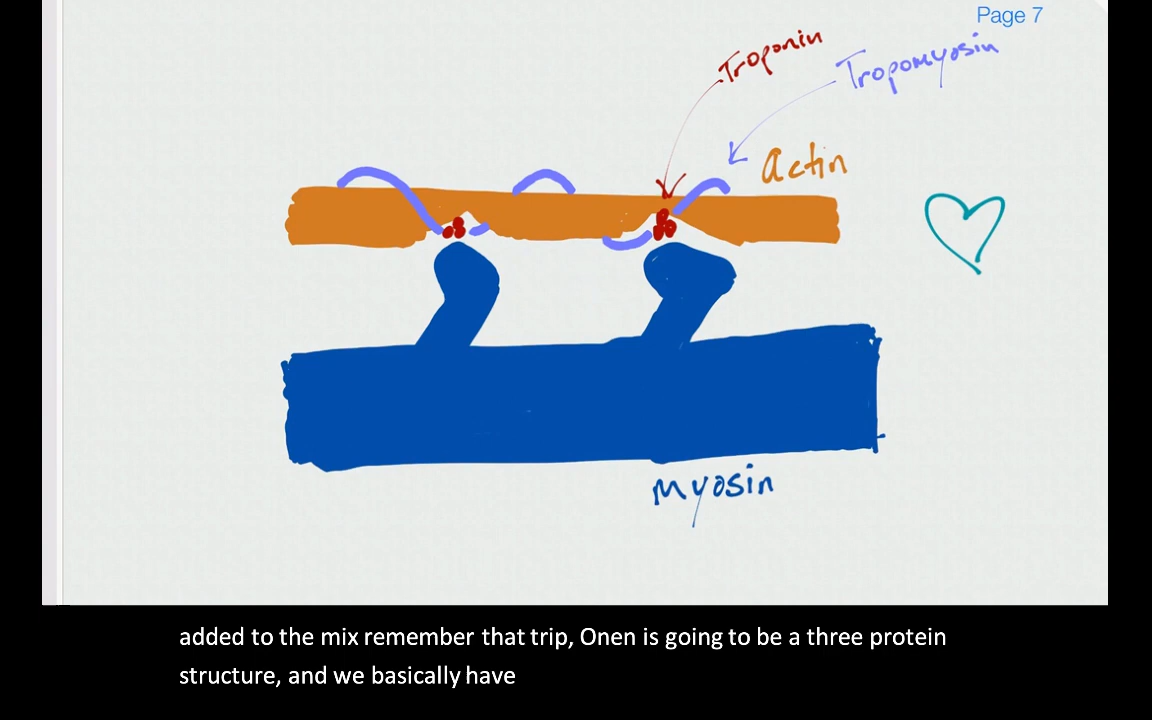 Page 7
Troponin
Tropomyosin
Actin
Myosin
added to the mix remember that trip, Onen is going to be a three protein
structure, and we basically have